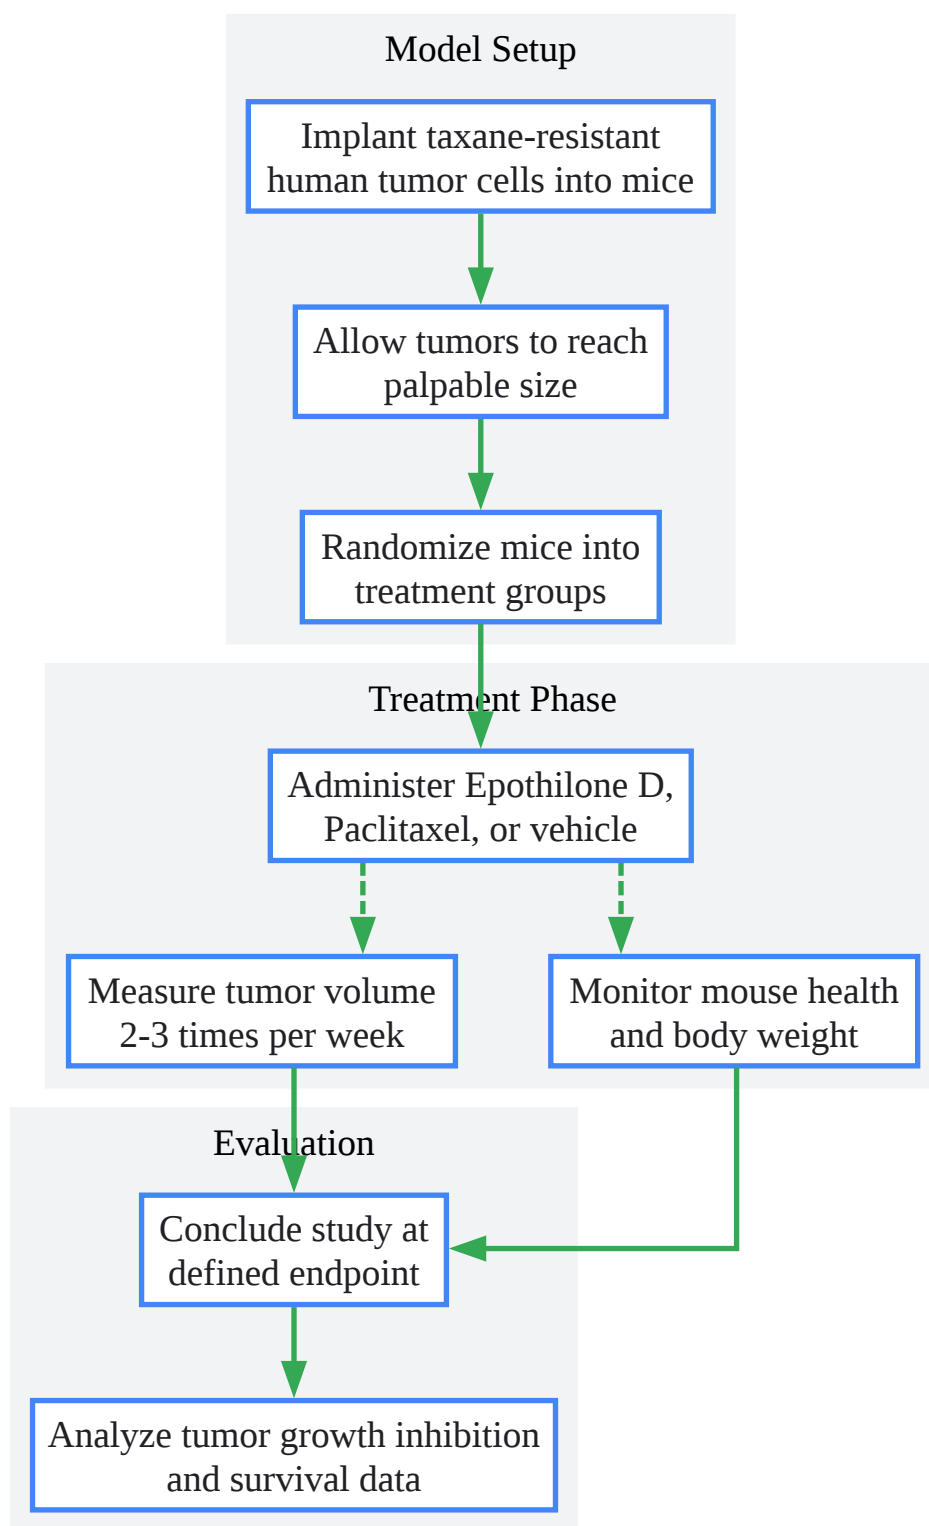 Model Setup
Implant taxane-resistant
human tumor cells into mice
Allow tumors to reach
palpable size
Randomize mice into
treatment groups
Treatment Phase
Administer Epothilone D,
Paclitaxel, or vehicle
Measure tumor volume
2-3 times per week
Monitor mouse health
and body weight
Evaluation
Conclude study at
defined endpoint
Analyze tumor growth inhibition
and survival data